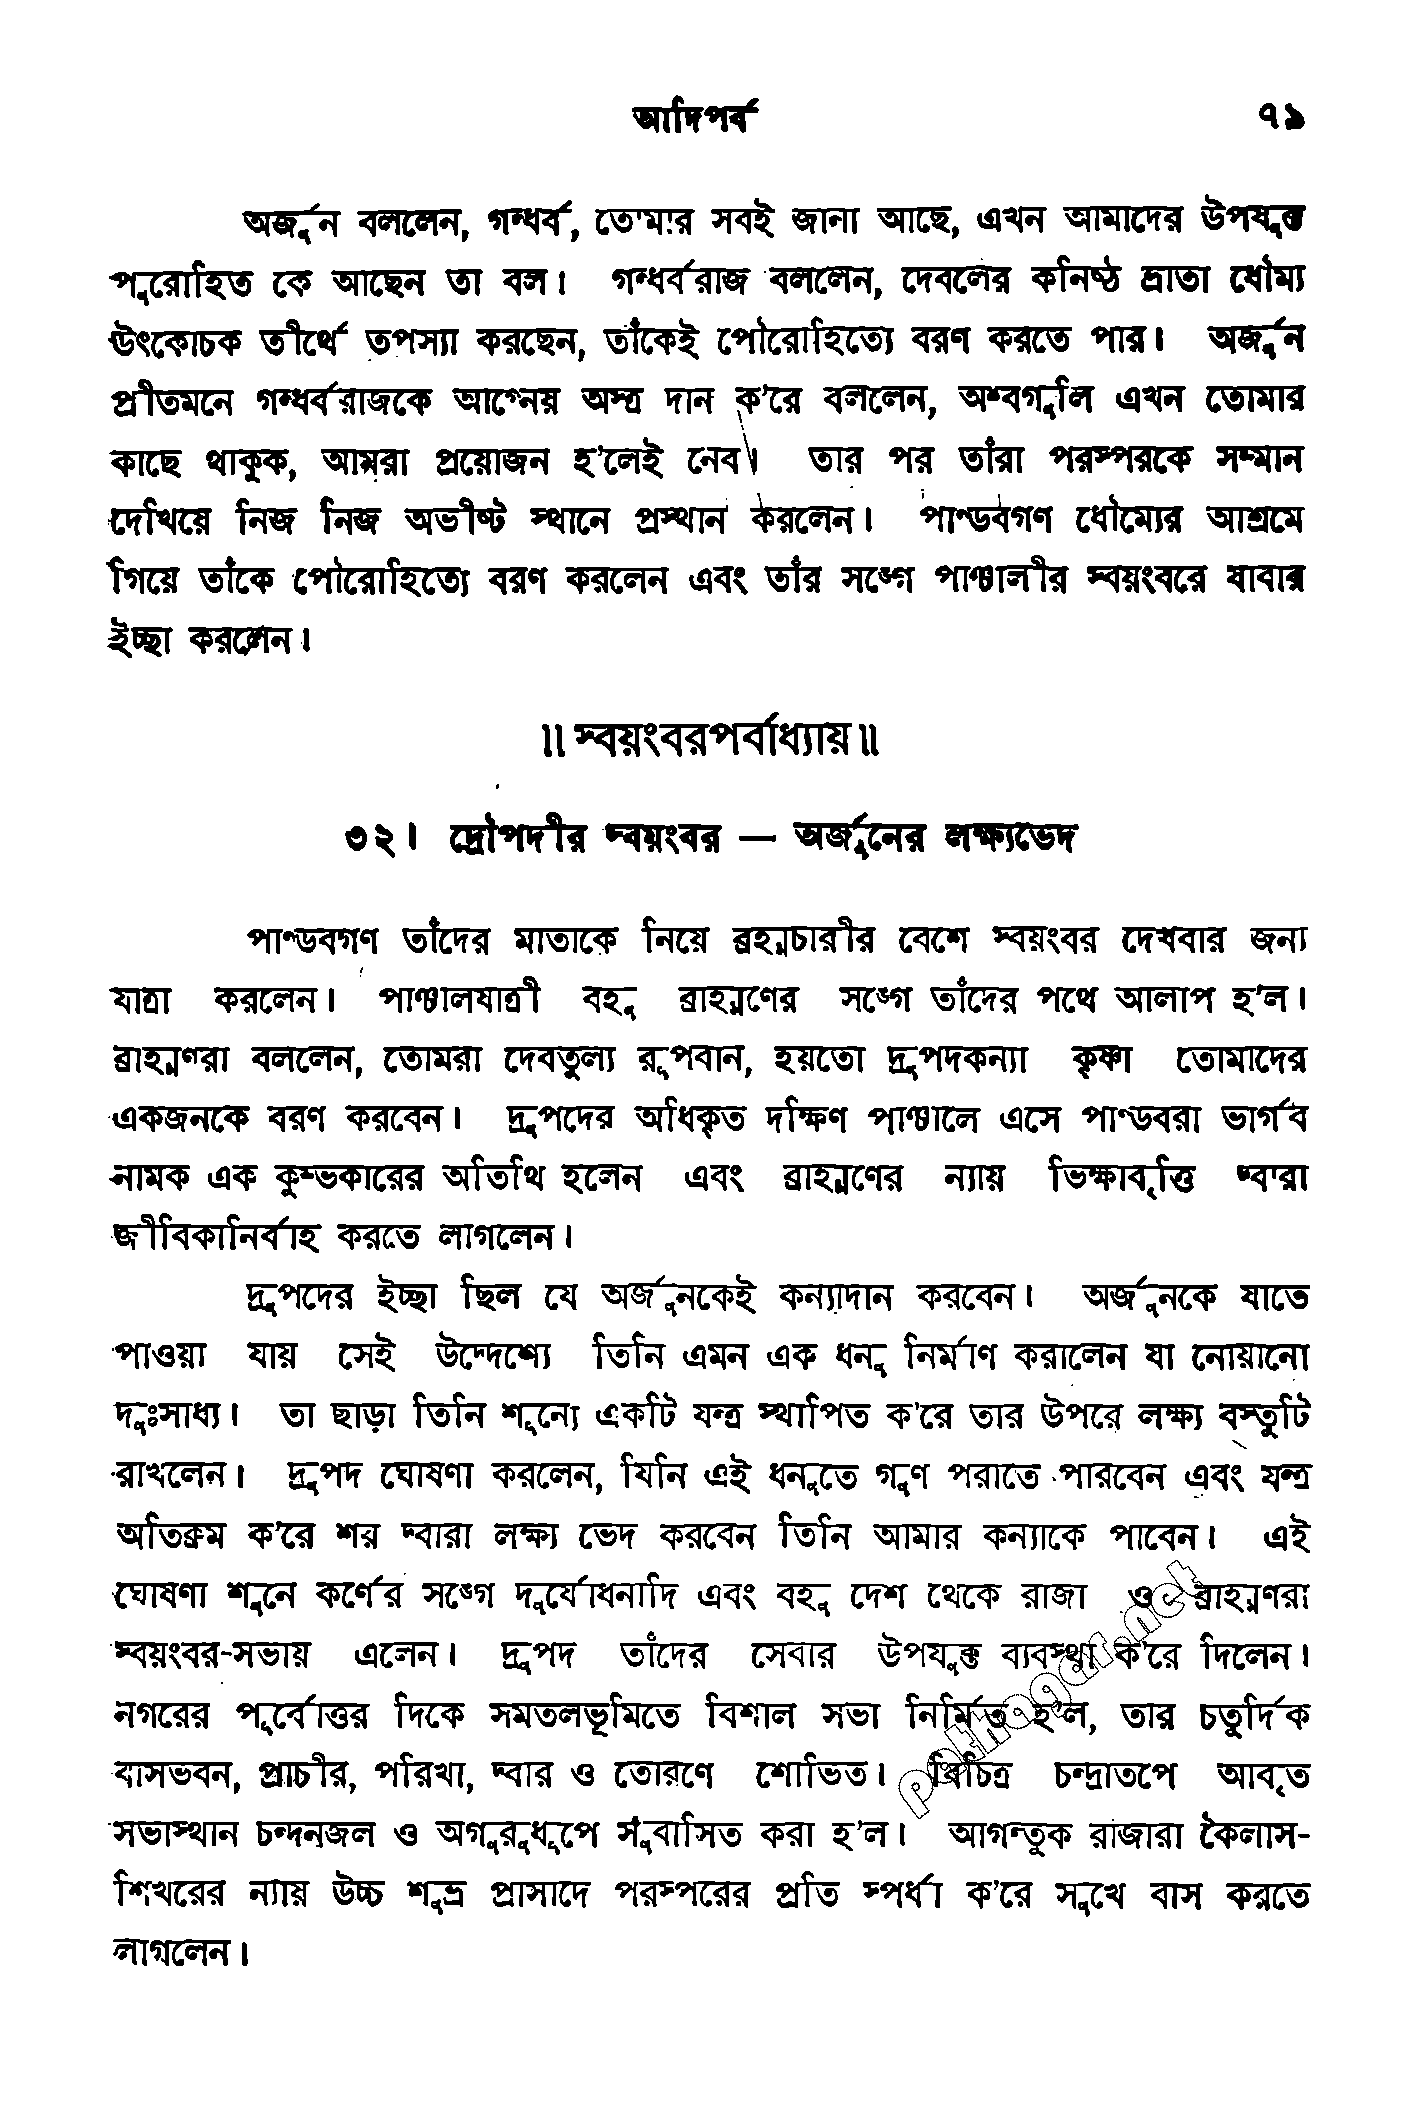 আদিপর্ব ৭৯
অর্জুন বললেন, গন্ধর্ব, তোমার সবই জানা আছে, এখন আমাদের উপযুক্ত
পুরোহিত কে আছেন তা বল। গন্ধর্বরাজ বললেন, দেবলের কনিষ্ঠ ভ্রাতা ধৌম্য
উৎকোচক তীর্থে তপস্যা করছেন, তাঁকেই পৌরোহিত্যে বরণ করতে পার। অর্জুন
প্রীতমনে গন্ধর্বরাজকে আগ্নেয় অস্ত্র দান ক'রে বললেন, অশ্বগুলি এখন তোমার
কাছে থাকুক, আমরা প্রয়োজন হ'লেই নেব। তার পর তাঁরা পরস্পরকে সম্মান
দেখিয়ে নিজ নিজ অভীষ্ট স্থানে প্রস্থান করলেন। পাণ্ডবগণ ধৌম্যের আশ্রমে
গিয়ে তাঁকে পৌরোহিত্যে বরণ করলেন এবং তাঁর সঙ্গে পাঞ্চালীর স্বয়ংবরে যাবার
ইচ্ছা করলেন।
॥ স্বয়ংবরপর্বাধ্যায় ॥
৩২। দ্রৌপদীর স্বয়ংবর — অর্জুনের লক্ষ্যভেদ
পাণ্ডবগণ তাঁদের মাতাকে নিয়ে ব্রহ্মচারীর বেশে স্বয়ংবর দেখবার জন্য
যাত্রা করলেন। পাঞ্চালযাত্রী বহু ব্রাহ্মণের সঙ্গে তাঁদের পথে আলাপ হ'ল।
ব্রাহ্মণরা বললেন, তোমরা দেবতুল্য রূপবান, হয়তো দ্রুপদকন্যা কৃষ্ণা তোমাদের
একজনকে বরণ করবেন। দ্রুপদের অধিকৃত দক্ষিণ পাঞ্চালে এসে পাণ্ডবরা ভার্গব
নামক এক কুম্ভকারের অতিথি হলেন এবং ব্রাহ্মণের ন্যায় ভিক্ষাবৃত্তি দ্বারা
জীবিকানির্বাহ করতে লাগলেন।
দ্রুপদের ইচ্ছা ছিল যে অর্জুনকেই কন্যাদান করবেন। অর্জুনকে যাতে
পাওয়া যায় সেই উদ্দেশ্যে তিনি এমন এক ধনু নির্মাণ করালেন যা নোয়ানো
দুঃসাধ্য। তা ছাড়া তিনি শূন্যে একটি যন্ত্র স্থাপিত ক'রে তার উপরে লক্ষ্য বস্তুটি
রাখলেন। দ্রুপদ ঘোষণা করলেন, যিনি এই ধনুতে গুণ পরাতে পারবেন এবং যন্ত্র
অতিক্রম ক'রে শর দ্বারা লক্ষ্য ভেদ করবেন তিনি আমার কন্যাকে পাবেন। এই
ঘোষণা শুনে কর্ণের সঙ্গে দুর্যোধনাদি এবং বহু দেশ থেকে রাজা ও ব্রাহ্মণরা
স্বয়ংবর-সভায় এলেন। দ্রুপদ তাঁদের সেবার উপযুক্ত ব্যবস্থা ক'রে দিলেন।
নগরের পূর্বোত্তর দিকে সমতলভূমিতে বিশাল সভা নির্মিত হ'ল, তার চতুর্দিক
বাসভবন, প্রাচীর, পরিখা, দ্বার ও তোরণে শোভিত। বিচিত্র চন্দ্রাতপে আবৃত
সভাস্থান চন্দনজল ও অগুরুধূপে সুবাসিত করা হ'ল। আগন্তুক রাজারা কৈলাস-
শিখরের ন্যায় উচ্চ শুভ্র প্রাসাদে পরস্পরের প্রতি স্পর্ধা ক'রে সুখে বাস করতে
লাগলেন।
pathagar.net